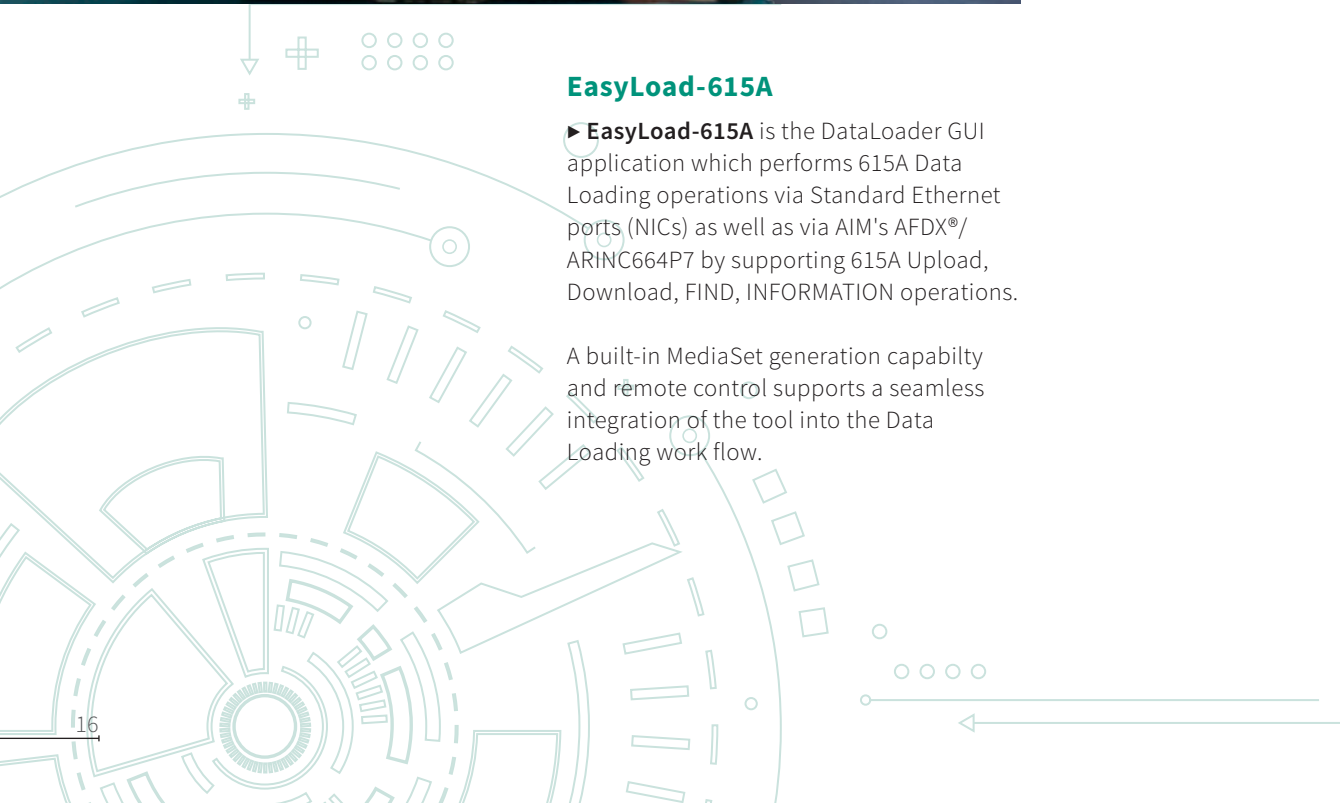 EasyLoad-615A
▸ EasyLoad-615A is the DataLoader GUI
application which performs 615A Data
Loading operations via Standard Ethernet
ports (NICs) as well as via AIM's AFDX®/
ARINC664P7 by supporting 615A Upload,
Download, FIND, INFORMATION operations.
A built-in MediaSet generation capabilty
and remote control supports a seamless
integration of the tool into the Data
Loading work flow.
16